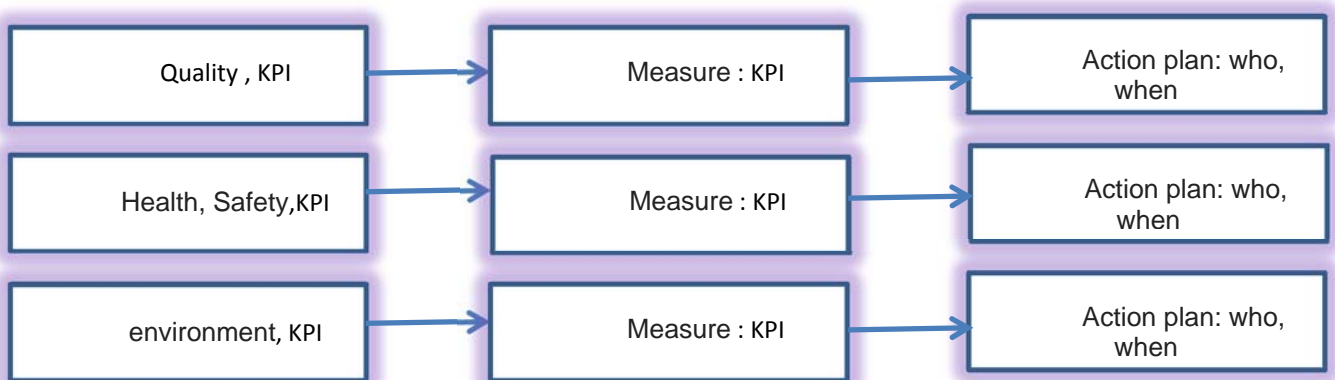 Quality , KPI
Measure : KPI
Action plan: who,
when
Health, Safety,KPI
Measure : KPI
Action plan: who,
when
environment, KPI
Measure : KPI
Action plan: who,
when